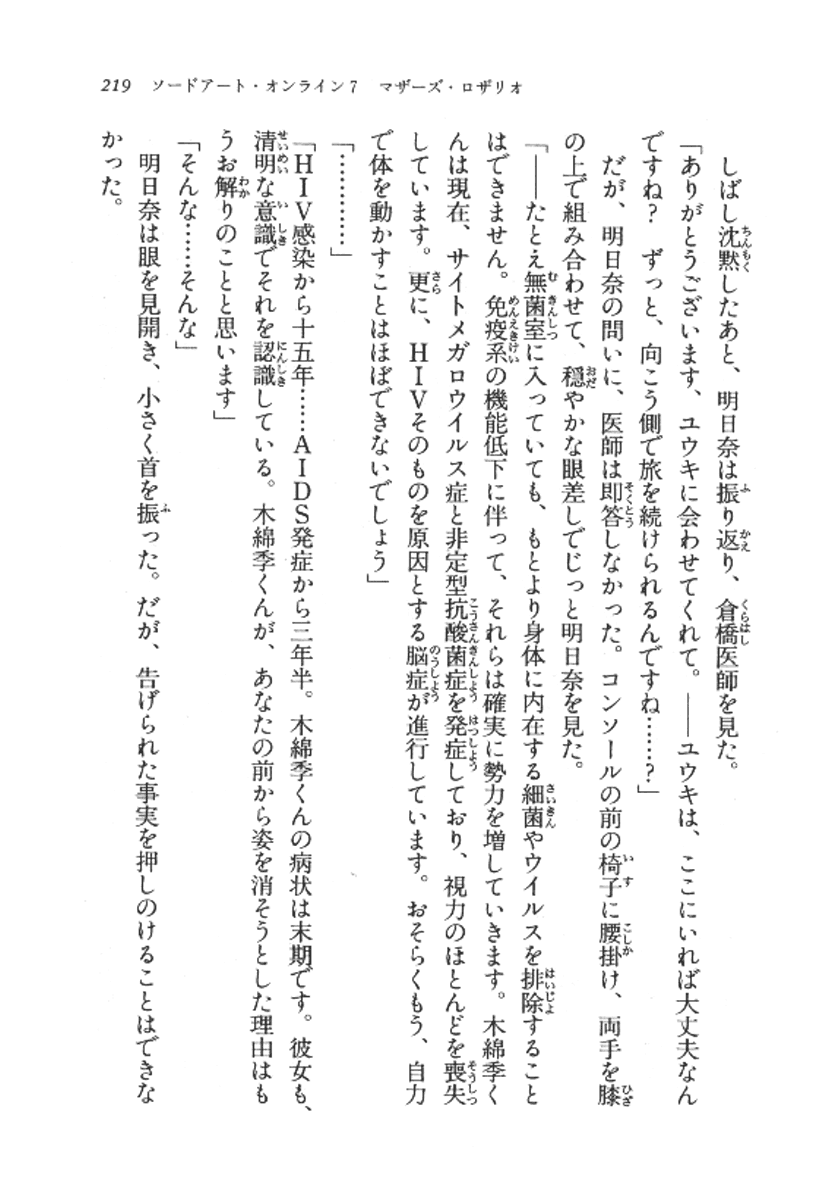 219 ソードアート・オンライン7 マザーズ・ロザリオ
しばし沈黙したあと、明日奈は振り返り、倉橋医師を見た。
「ありがとうございます、ユウキに会わせてくれて。――ユウキは、ここにいれば大丈夫なん
ですね? ずっと、向こう側で旅を続けられるんですね……?」
だが、明日奈の問いに、医師は即答しなかった。コンソールの前の椅子に腰掛け、両手を膝
の上で組み合わせて、穏やかな眼差しでじっと明日奈を見た。
「――たとえ無菌室に入っていても、もとより身体に内在する細菌やウイルスを排除すること
はできません。免疫系の機能低下に伴って、それらは確実に勢力を増していきます。木綿季く
んは現在、サイトメガロウイルス症と非定型抗酸菌症を発症しており、視力のほとんどを喪失
しています。更に、HIVそのものを原因とする脳症が進行しています。おそらくもう、自力
で体を動かすことはほぼできないでしょう」
「…………」
「HIV感染から十五年……AIDS発症から三年半。木綿季くんの病状は末期です。彼女も、
清明な意識でそれを認識している。木綿季くんが、あなたの前から姿を消そうとした理由はも
うお解りのことと思います」
「そんな……そんな」
明日奈は眼を見開き、小さく首を振った。だが、告げられた事実を押しのけることはできな
かった。